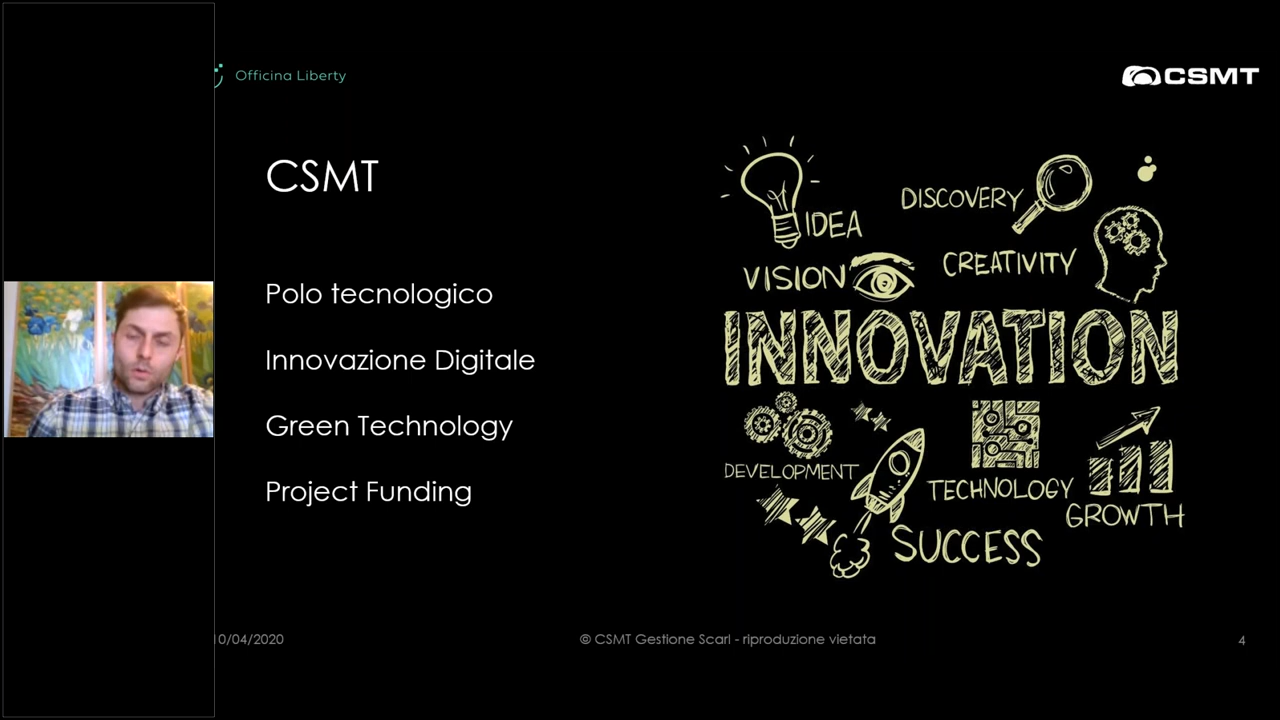 Officina Liberty
CSMT
CSMT
Polo tecnologico
Innovazione Digitale
Green Technology
Project Funding
IDEA
DISCOVERY
VISION
CREATIVITY
INNOVATION
DEVELOPMENT
TECHNOLOGY
GROWTH
SUCCESS
10/04/2020
© CSMT Gestione Scarl - riproduzione vietata
4